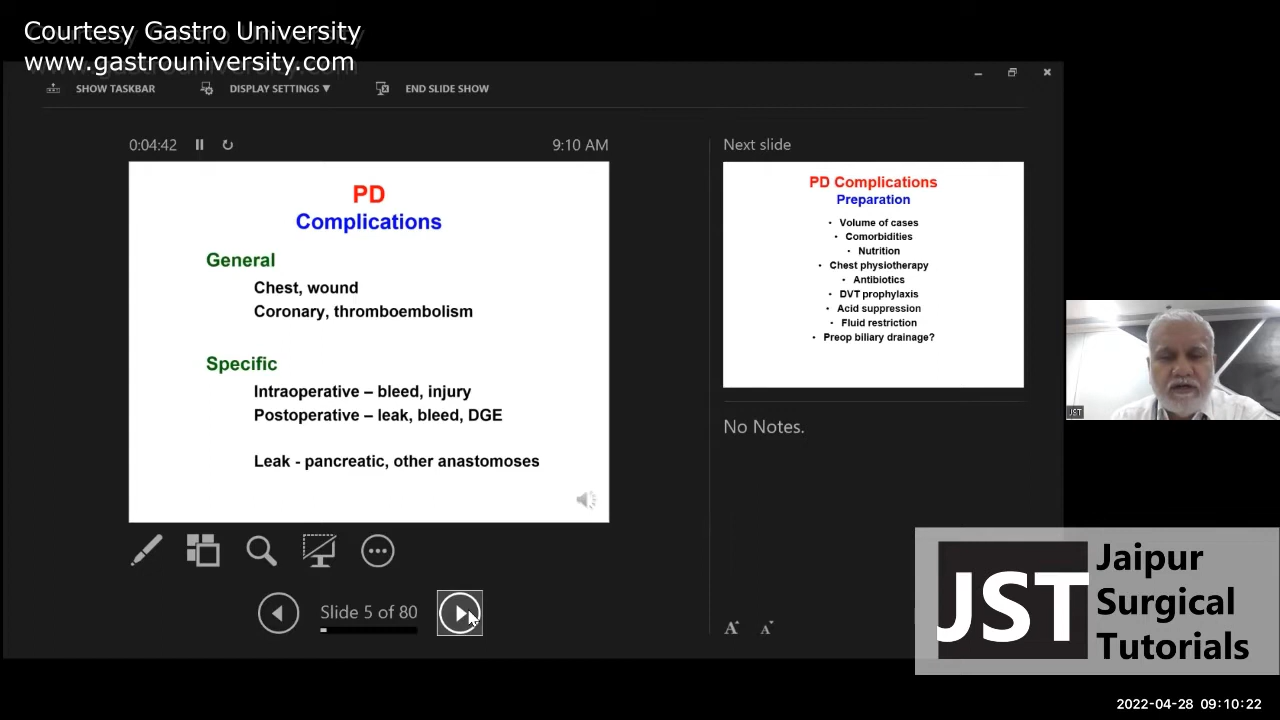 Courtesy Gastro University
www.gastrouniversity.com
SHOW TASKBAR
DISPLAY SETTINGS ▼
END SLIDE SHOW
0:04:42
9:10 AM
PD
Complications
General
Chest, wound
Coronary, thromboembolism
Specific
Intraoperative – bleed, injury
Postoperative – leak, bleed, DGE
Leak - pancreatic, other anastomoses
Slide 5 of 80
Next slide
PD Complications
Preparation
• Volume of cases
• Comorbidities
• Nutrition
• Chest physiotherapy
• Antibiotics
• DVT prophylaxis
• Acid suppression
• Fluid restriction
• Preop biliary drainage?
No Notes.
A A
JST
JST
Jaipur
Surgical
Tutorials
2022-04-28 09:10:22